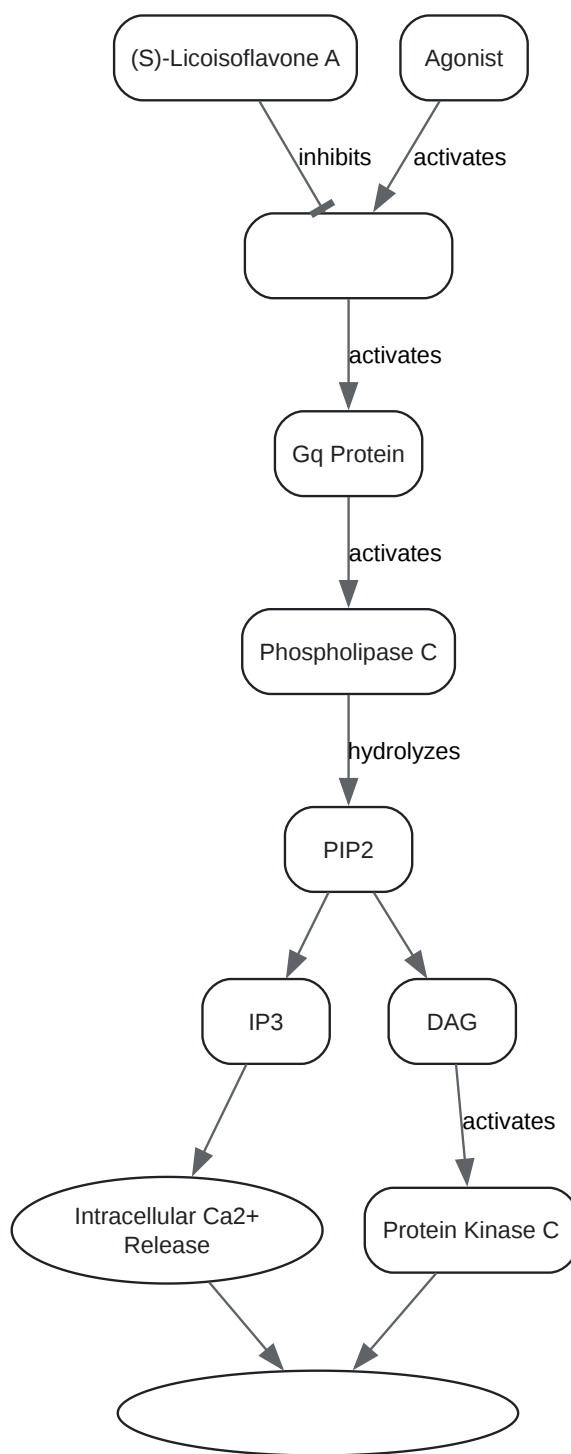 (S)-Licoisoflavone A
Agonist
inhibits
activates
activates
Gq Protein
activates
Phospholipase C
hydrolyzes
PIP2
IP3
DAG
activates
Intracellular Ca2+
Release
Protein Kinase C